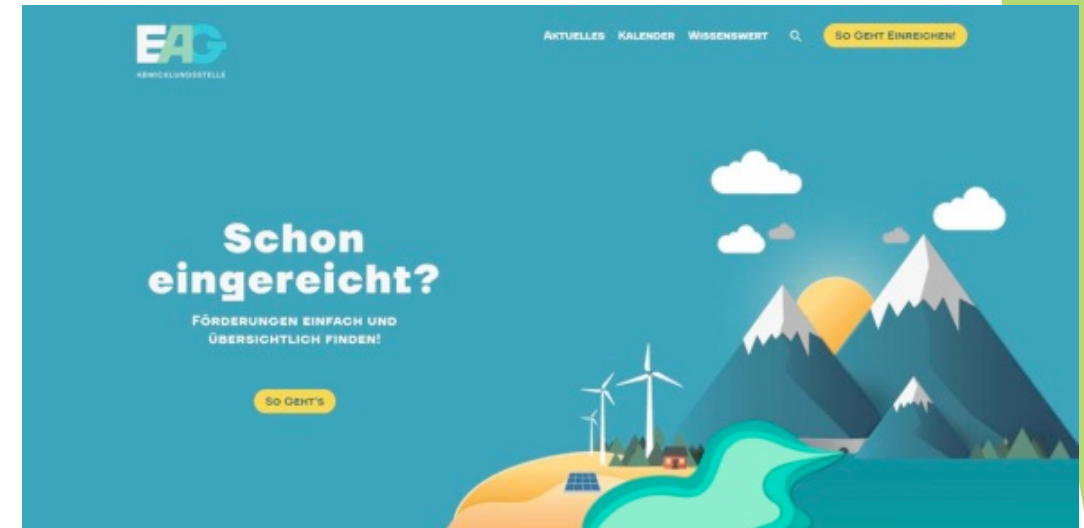 EAG
ABWICKLUNGSSTELLE
Aktuelles Kalender Wissenswert So Geht Einreichen!
Schon
eingereicht?
Förderungen einfach und
übersichtlich finden!
So Geht's